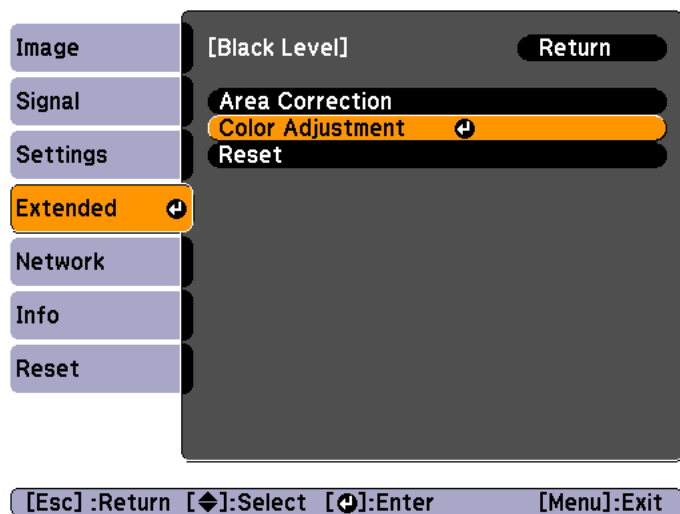 Image
Signal
Settings
Extended
Network
Info
Reset
[Black Level] Return
Area Correction
Color Adjustment
Reset
[Esc] :Return [◆]:Select [↵]:Enter [Menu]:Exit